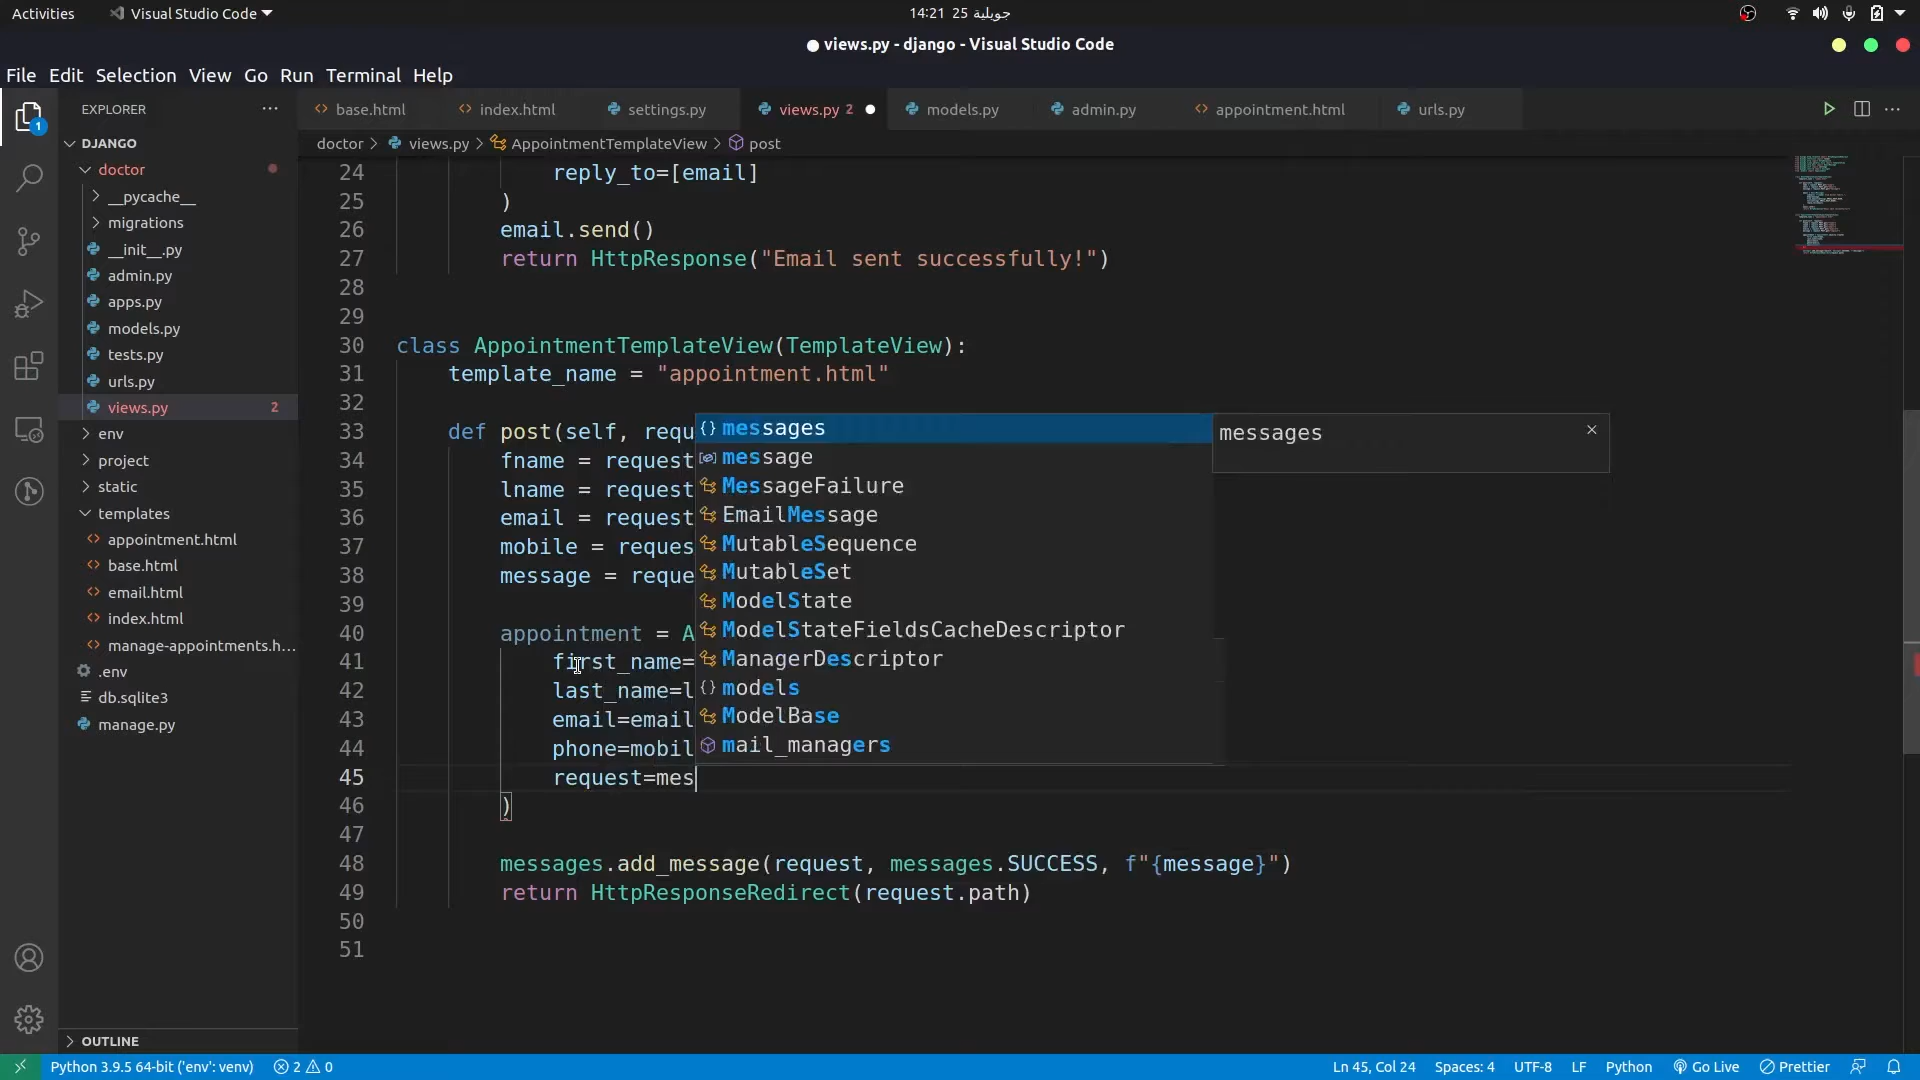 Activities Visual Studio Code 14:21 25 جويلية
views.py - django - Visual Studio Code
File Edit Selection View Go Run Terminal Help
EXPLORER
base.html index.html settings.py views.py 2 models.py admin.py appointment.html urls.py
DJANGO
doctor > views.py > AppointmentTemplateView > post
doctor
__pycache__
migrations
__init__.py
admin.py
apps.py
models.py
tests.py
urls.py
views.py 2
env
project
static
templates
appointment.html
base.html
email.html
index.html
manage-appointments.h...
.env
db.sqlite3
manage.py
OUTLINE
24 reply_to=[email]
25 )
26 email.send()
27 return HttpResponse("Email sent successfully!")
28
29
30 class AppointmentTemplateView(TemplateView):
31 template_name = "appointment.html"
32
33 def post(self, requ
34 fname = request
35 lname = request
36 email = request
37 mobile = reques
38 message = reque
39
40 appointment = A
41 first_name=
42 last_name=l
43 email=email
44 phone=mobil
45 request=mes
46 )
47
48 messages.add_message(request, messages.SUCCESS, f"{message}")
49 return HttpResponseRedirect(request.path)
50
51
messages
message
MessageFailure
EmailMessage
MutableSequence
MutableSet
ModelState
ModelStateFieldsCacheDescriptor
ManagerDescriptor
models
ModelBase
mail_managers
messages
1
Python 3.9.5 64-bit ('env': venv) 2 0 Ln 45, Col 24 Spaces: 4 UTF-8 LF Python Go Live Prettier